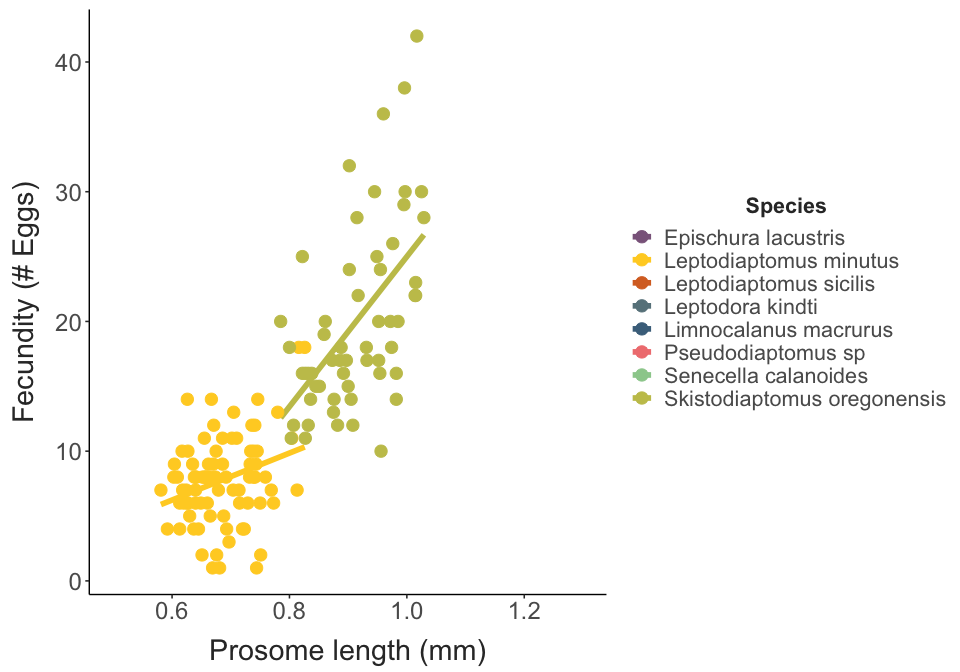 Fecundity (# Eggs)
40
30
20
10
0
0.6 0.8 1.0 1.2
Prosome length (mm)
Species
Epischura lacustris
Leptodiaptomus minutus
Leptodiaptomus sicilis
Leptodora kindti
Limnocalanus macrurus
Pseudodiaptomus sp
Senecella calanoides
Skistodiaptomus oregonensis